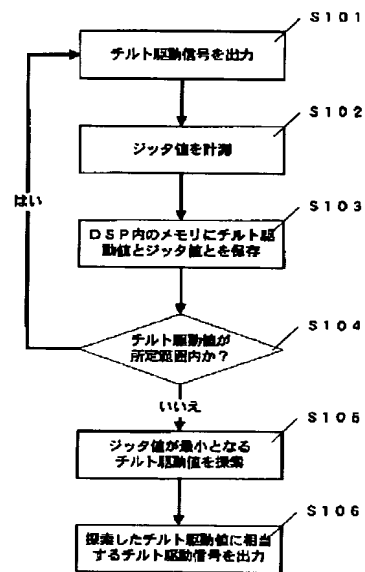 S101
チルト駆動信号を出力
S102
ジッタ値を計測
はい
S103
DSP内のメモリにチルト駆
動値とジッタ値とを保存
S104
チルト駆動値が
所定範囲内か?
いいえ
S105
ジッタ値が最小となる
チルト駆動値を探索
S106
探索したチルト駆動値に相当
するチルト駆動信号を出力